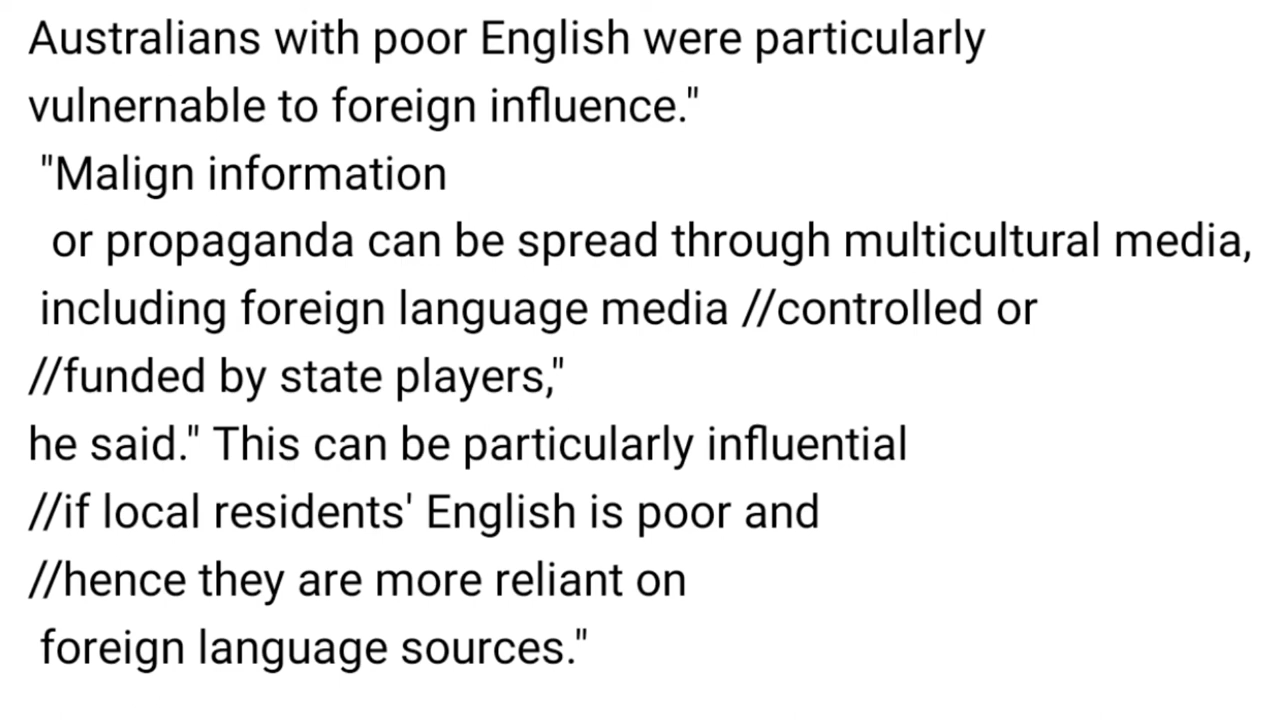 Australians with poor English were particularly
vulnernable to foreign influence."
"Malign information
or propaganda can be spread through multicultural media,
including foreign language media //controlled or
//funded by state players,"
he said." This can be particularly influential
//if local residents' English is poor and
//hence they are more reliant on
foreign language sources."